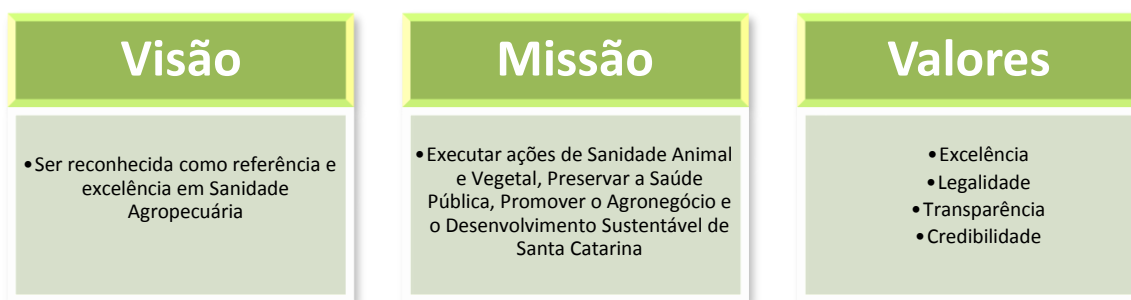 Visão
•Ser reconhecida como referência e
excelência em Sanidade
Agropecuária
Missão
•Executar ações de Sanidade Animal
e Vegetal, Preservar a Saúde
Pública, Promover o Agronegócio e
o Desenvolvimento Sustentável de
Santa Catarina
Valores
•Excelência
•Legalidade
•Transparência
•Credibilidade